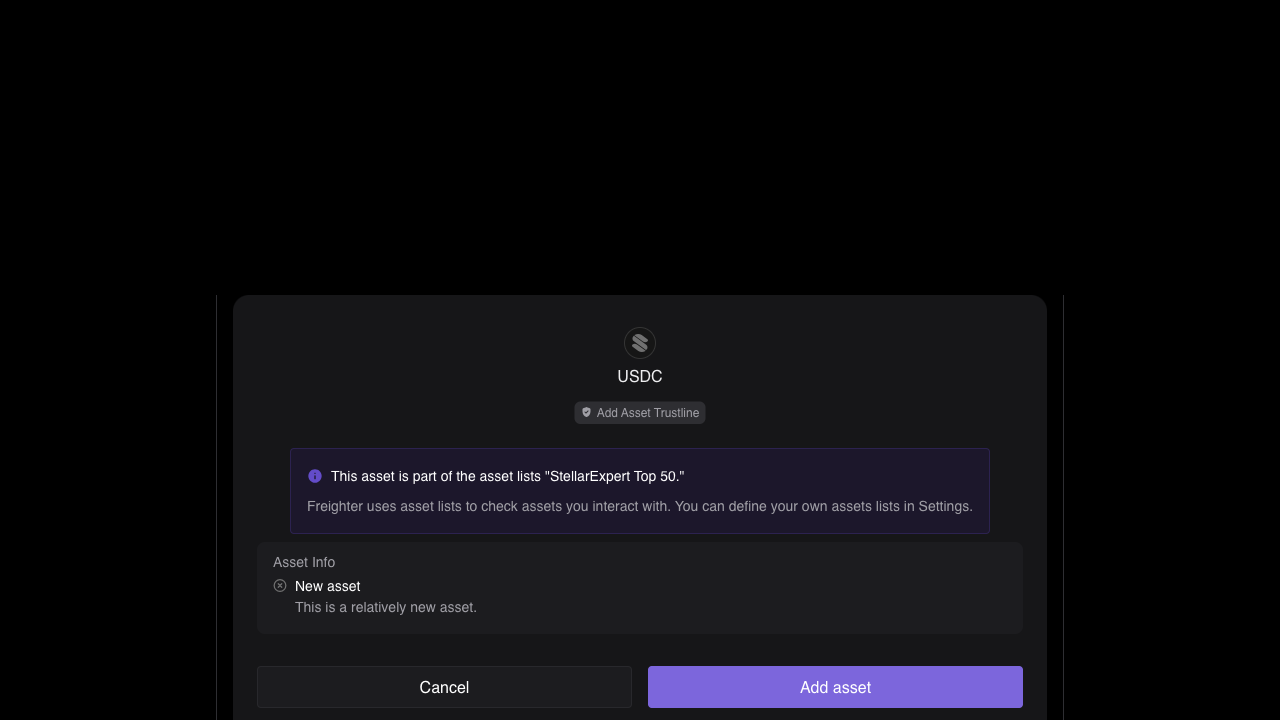 USDC
Add Asset Trustline
This asset is part of the asset lists "StellarExpert Top 50."
Freighter uses asset lists to check assets you interact with. You can define your own assets lists in Settings.
Asset Info
New asset
This is a relatively new asset.
Cancel
Add asset